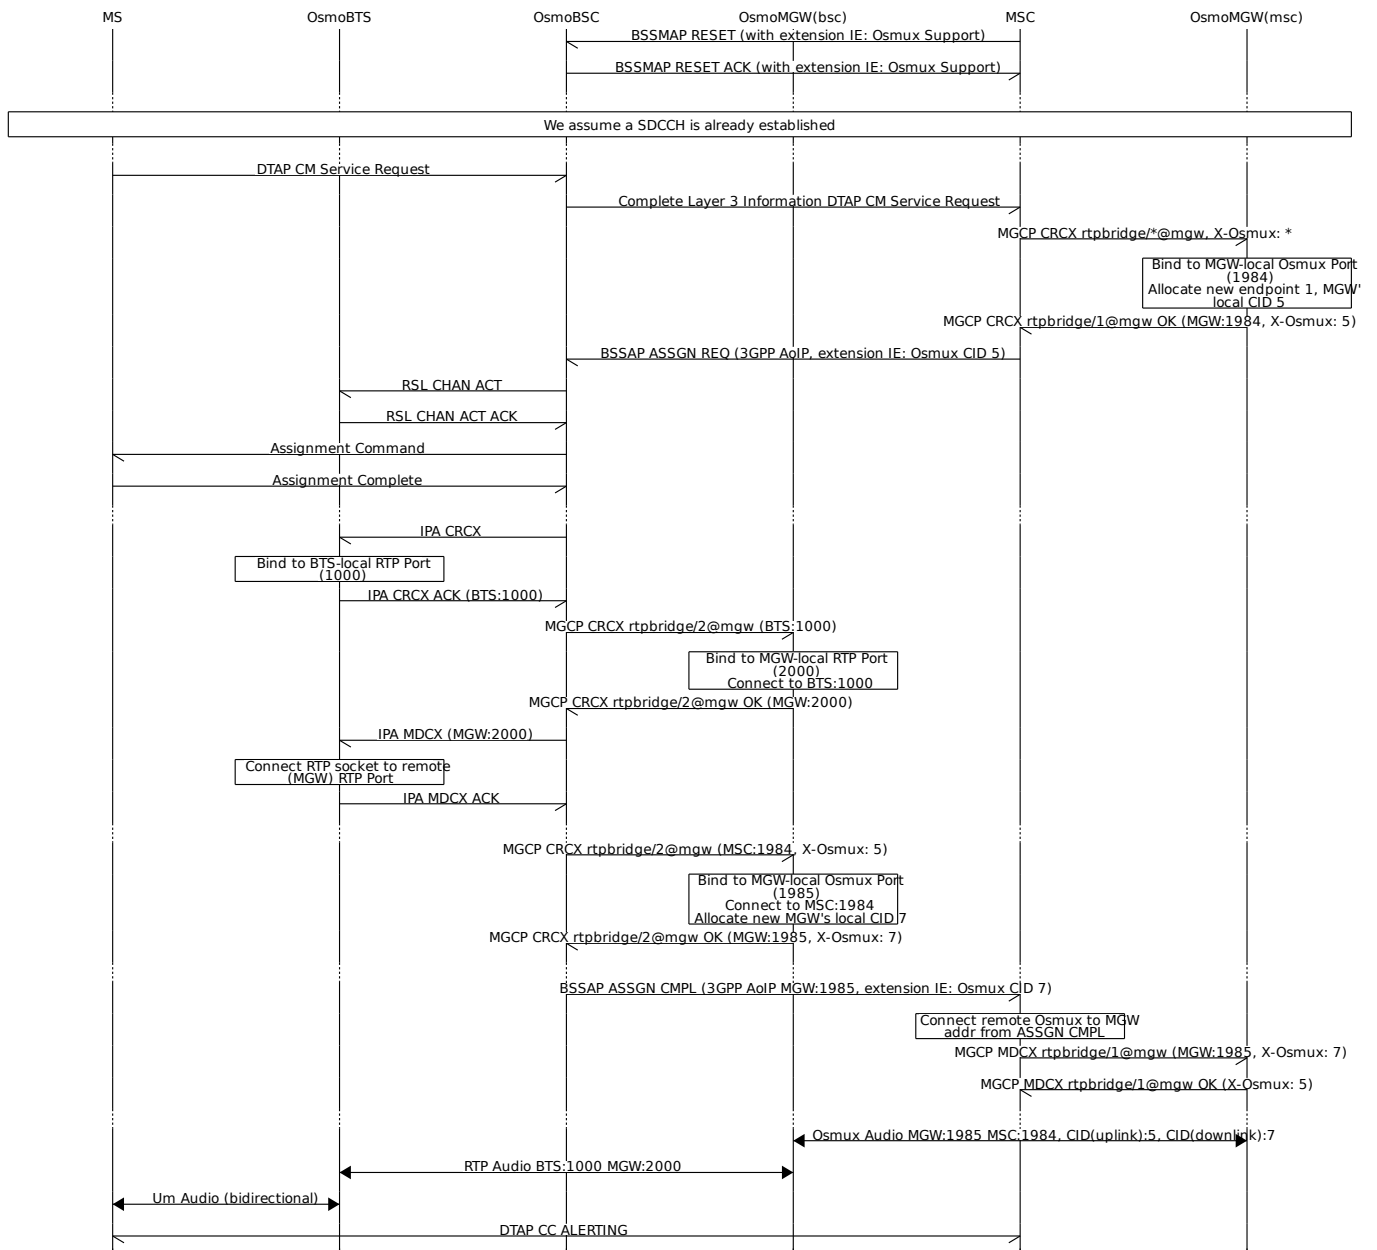 MS OsmoBTS OsmoBSC OsmoMGW(bsc) MSC OsmoMGW(msc)
BSSMAP RESET (with extension IE: Osmux Support)
BSSMAP RESET ACK (with extension IE: Osmux Support)
We assume a SDCCH is already established
DTAP CM Service Request
Complete Layer 3 Information DTAP CM Service Request
MGCP CRCX rtpbridge/*@mgw, X-Osmux: *
Bind to MGW-local Osmux Port
(1984)
Allocate new endpoint 1, MGW'
local CID 5
MGCP CRCX rtpbridge/1@mgw OK (MGW:1984, X-Osmux: 5)
BSSAP ASSGN REQ (3GPP AoIP, extension IE: Osmux CID 5)
RSL CHAN ACT
RSL CHAN ACT ACK
Assignment Command
Assignment Complete
IPA CRCX
Bind to BTS-local RTP Port
(1000)
IPA CRCX ACK (BTS:1000)
MGCP CRCX rtpbridge/2@mgw (BTS:1000)
Bind to MGW-local RTP Port
(2000)
Connect to BTS:1000
MGCP CRCX rtpbridge/2@mgw OK (MGW:2000)
IPA MDCX (MGW:2000)
Connect RTP socket to remote
(MGW) RTP Port
IPA MDCX ACK
MGCP CRCX rtpbridge/2@mgw (MSC:1984, X-Osmux: 5)
Bind to MGW-local Osmux Port
(1985)
Connect to MSC:1984
Allocate new MGW's local CID 7
MGCP CRCX rtpbridge/2@mgw OK (MGW:1985, X-Osmux: 7)
BSSAP ASSGN CMPL (3GPP AoIP MGW:1985, extension IE: Osmux CID 7)
Connect remote Osmux to MGW
addr from ASSGN CMPL
MGCP MDCX rtpbridge/1@mgw (MGW:1985, X-Osmux: 7)
MGCP MDCX rtpbridge/1@mgw OK (X-Osmux: 5)
Osmux Audio MGW:1985 MSC:1984, CID(uplink):5, CID(downlink):7
RTP Audio BTS:1000 MGW:2000
Um Audio (bidirectional)
DTAP CC ALERTING